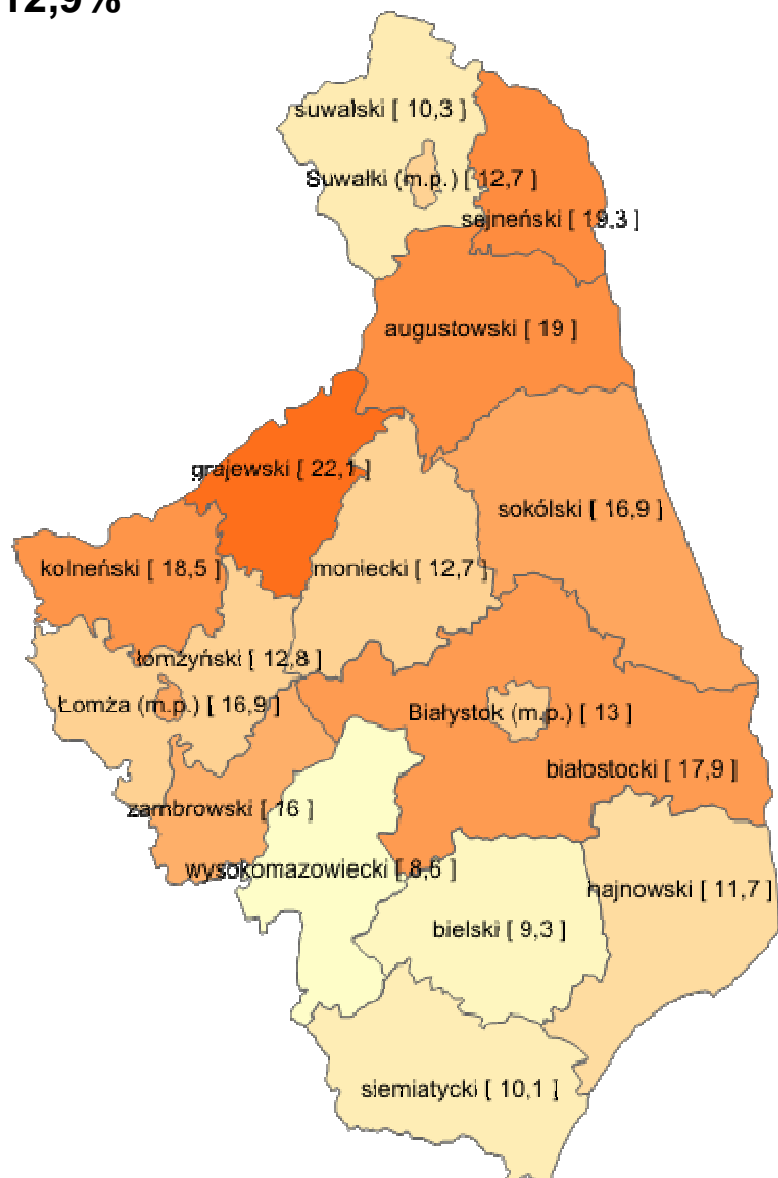 12,9%
suwalski [ 10,3 ]
Suwałki (m.p.) [ 12,7 ]
sejneński [ 19,3 ]
augustowski [ 19 ]
grajewski [ 22,1 ]
sokólski [ 16,9 ]
kolneński [ 18,5 ]
moniecki [ 12,7 ]
łomżyński [ 12,8 ]
Łomża (m.p.) [ 16,9 ]
Białystok (m.p.) [ 13 ]
białostocki [ 17,9 ]
zambrowski [ 16 ]
wysokomazowiecki [ 8,6 ]
hajnowski [ 11,7 ]
bielski [ 9,3 ]
siemiatycki [ 10,1 ]